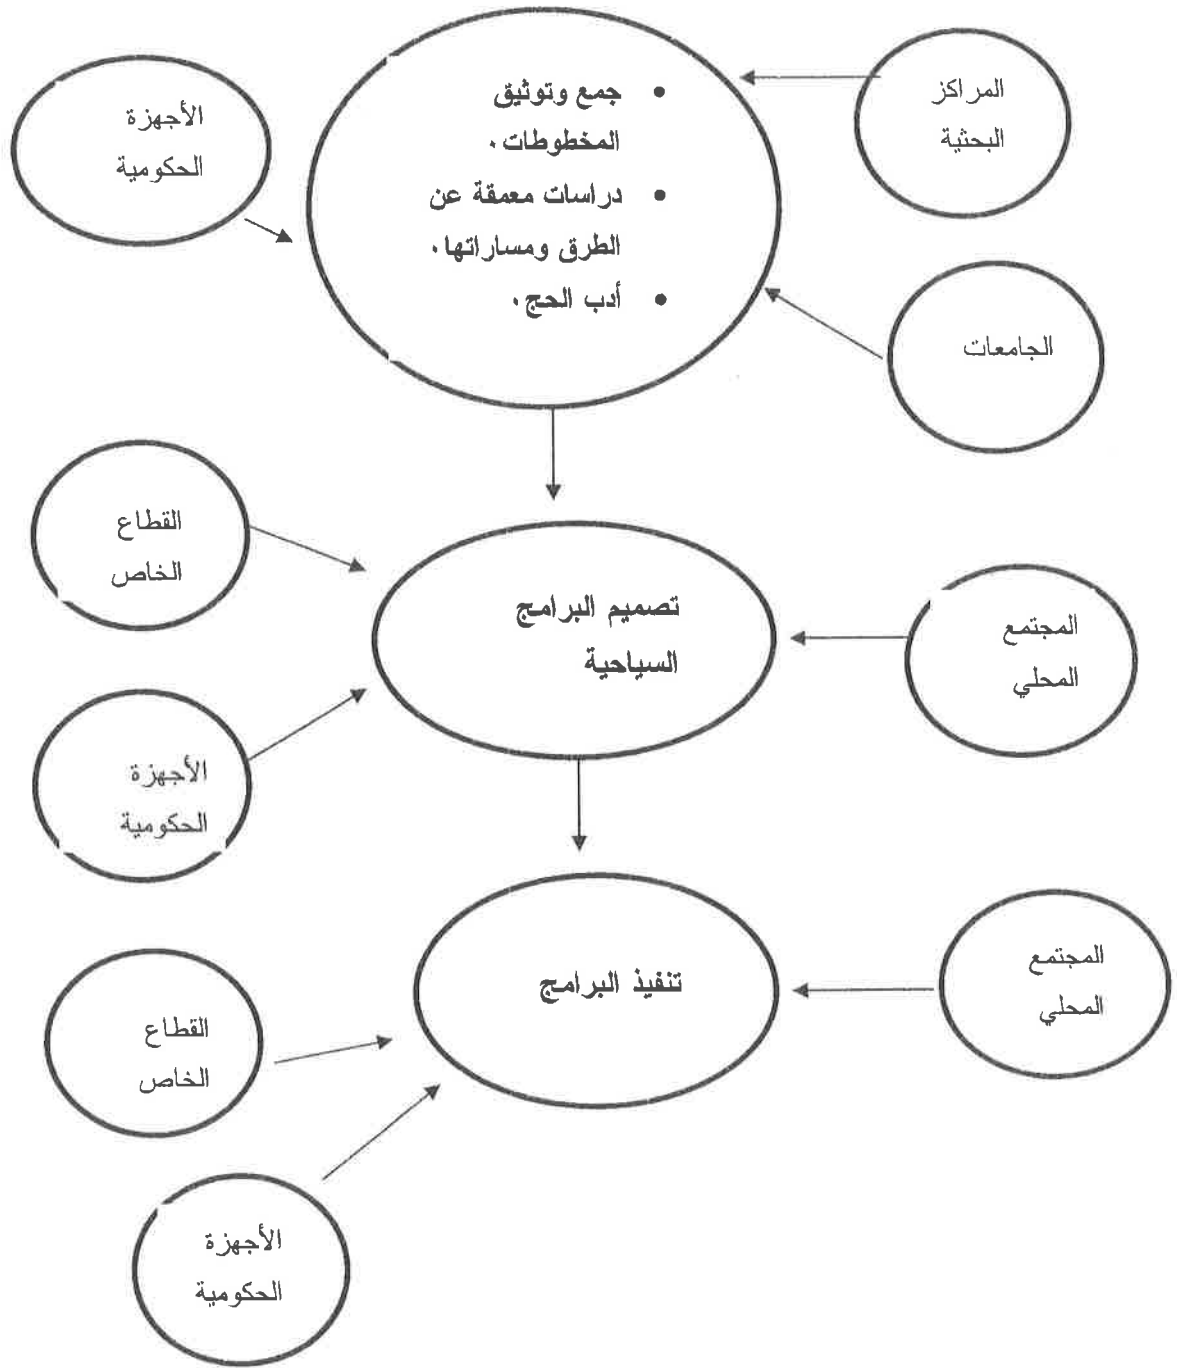 المراكز
البحثية
الأجهزة
الحكومية
• جمع وتوثيق
المخطوطات.
• دراسات معمقة عن
الطرق ومساراتها.
• أدب الحج.
الجامعات
القطاع
الخاص
تصميم البرامج
السياحية
المجتمع
المحلي
الأجهزة
الحكومية
المجتمع
المحلي
تنفيذ البرامج
القطاع
الخاص
الأجهزة
الحكومية